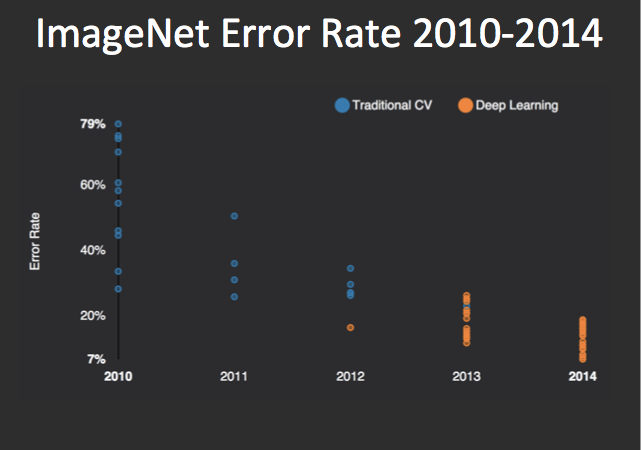 ImageNet Error Rate 2010-2014
Traditional CV
Deep Learning
79%
60%
40%
20%
7%
Error Rate
2010
2011
2012
2013
2014